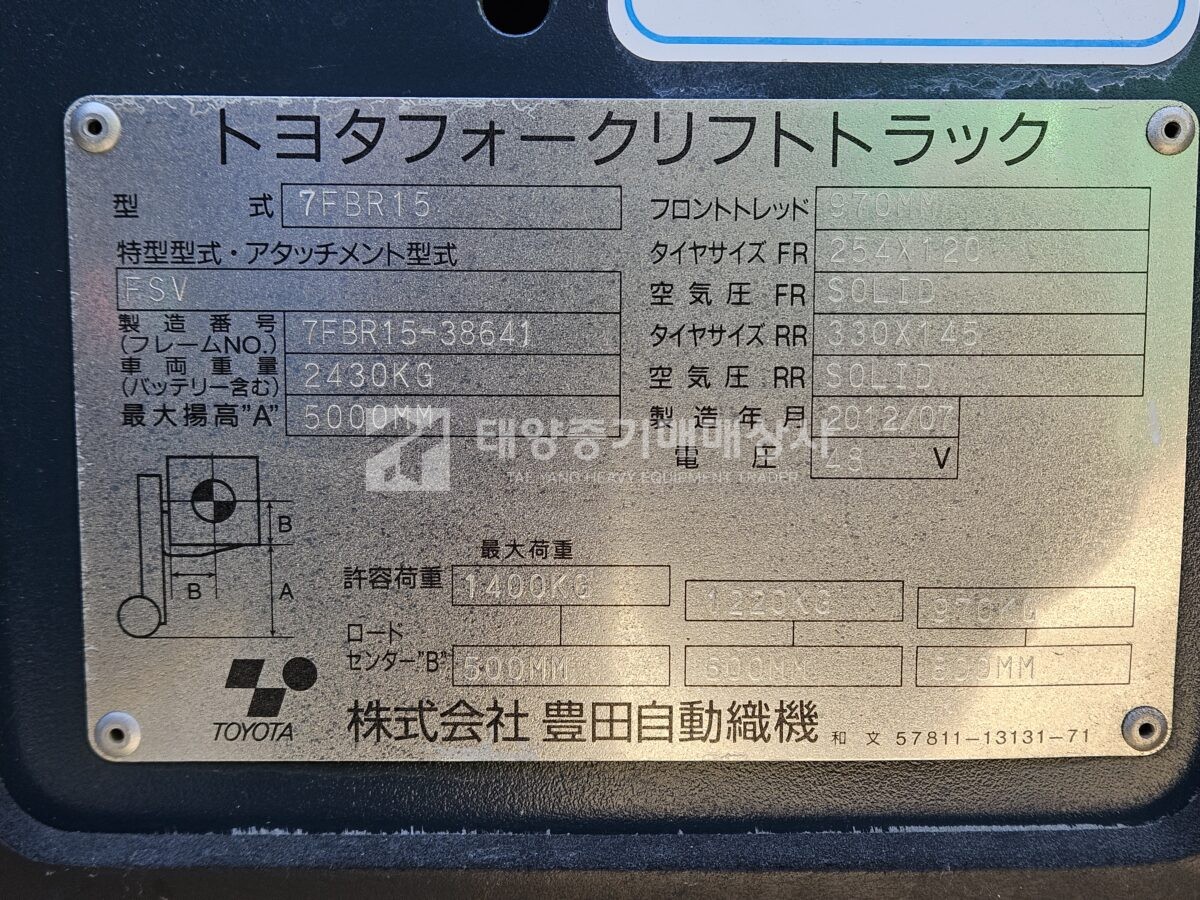 トヨタフォークリフトトラック
型 式 7FBR15
特型型式・アタッチメント型式
FSV
製造番号 7FBR15-38641
(フレームNO.)
車両重量 2430KG
(バッテリー含む)
最大揚高"A" 5000MM
フロントトレッド 970MM
タイヤサイズ FR 254X120
空気圧 FR SOLID
タイヤサイズ RR 330X145
空気圧 RR SOLID
製造年月 2012/07
電圧 48 V
태양중기매매상사
TAE YANG HEAVY EQUIPMENT TRADER
B
B
A
最大荷重
許容荷重 1400KG
ロード
センター"B" 500MM 600MM 800MM
TOYOTA
株式会社 豊田自動織機 和文 57811-13131-71